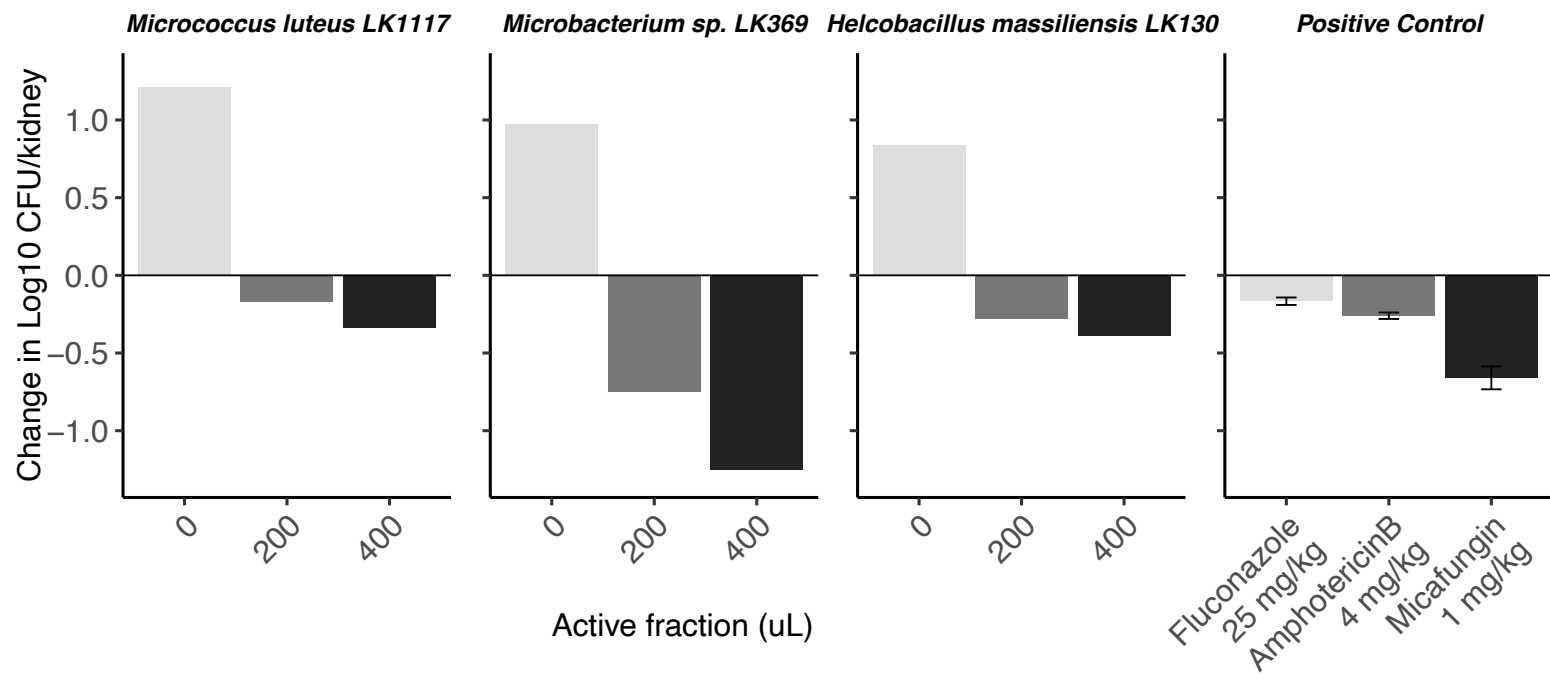 Micrococcus luteus LK1117
Microbacterium sp. LK369
Helcobacillus massiliensis LK130
Positive Control
Change in Log10 CFU/kidney
1.0
0.5
0.0
−0.5
−1.0
0
200
400
0
200
400
0
200
400
Fluconazole
25 mg/kg
AmphotericinB
4 mg/kg
Micafungin
1 mg/kg
Active fraction (uL)